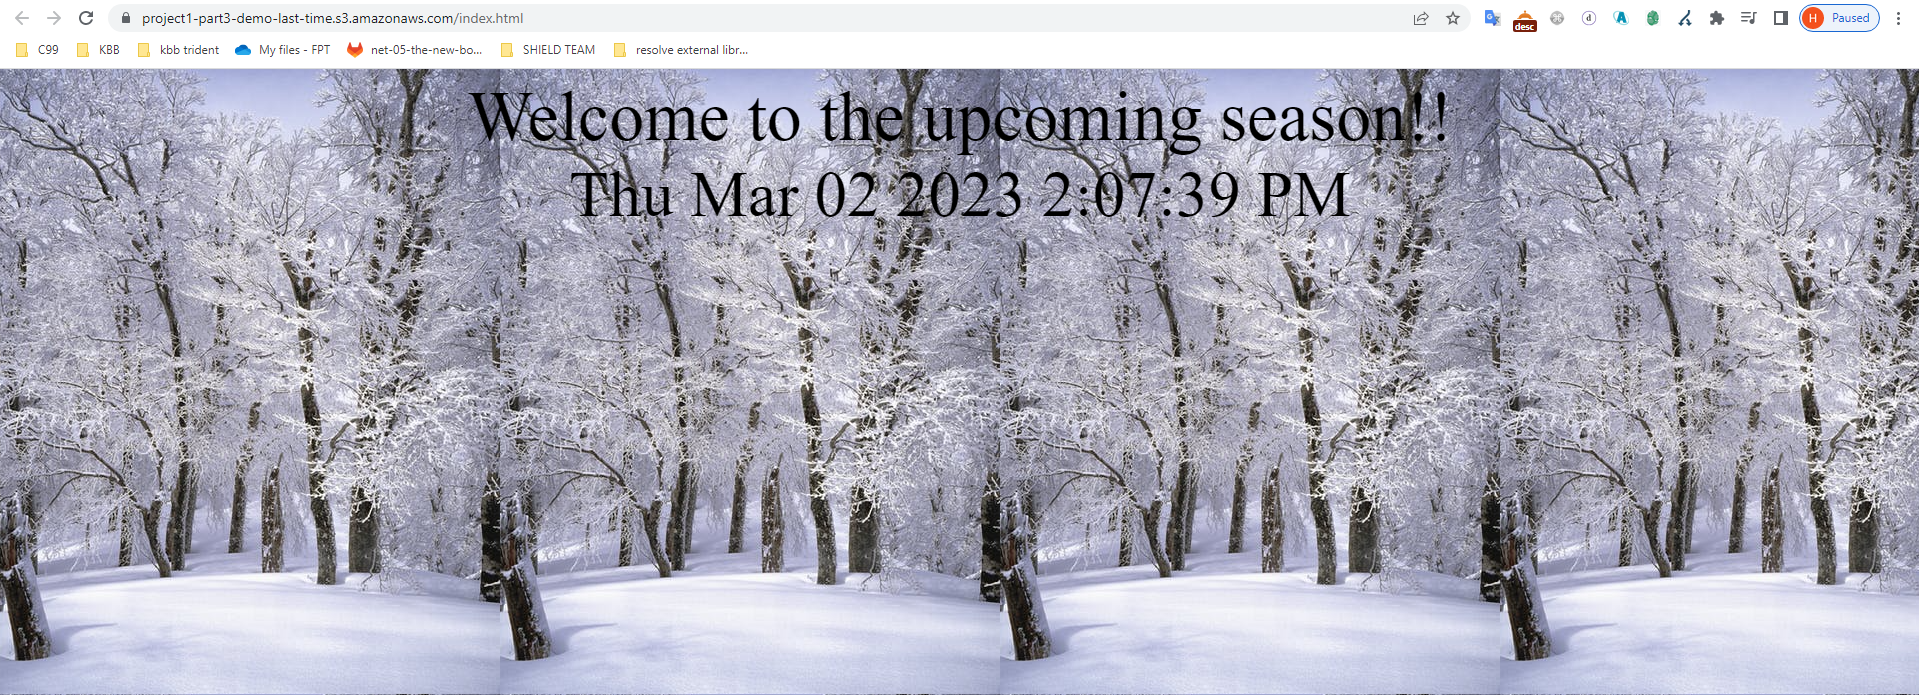 project1-part3-demo-last-time.s3.amazonaws.com/index.html
desc
d
A
H Paused
C99 KBB kbb trident My files - FPT net-05-the-new-bo... SHIELD TEAM resolve external libr...
Welcome to the upcoming season!!
Thu Mar 02 2023 2:07:39 PM